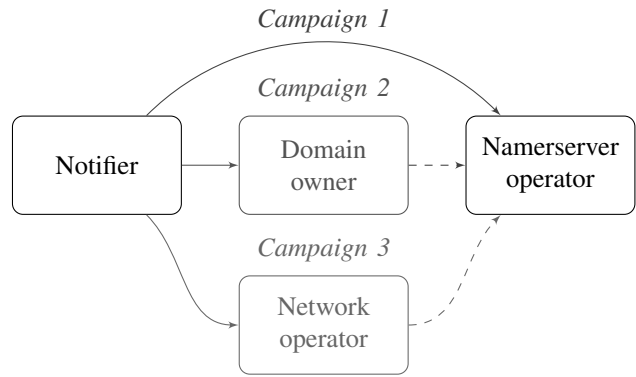 Campaign 1
Campaign 2
Notifier
Domain
owner
Namerserver
operator
Campaign 3
Network
operator